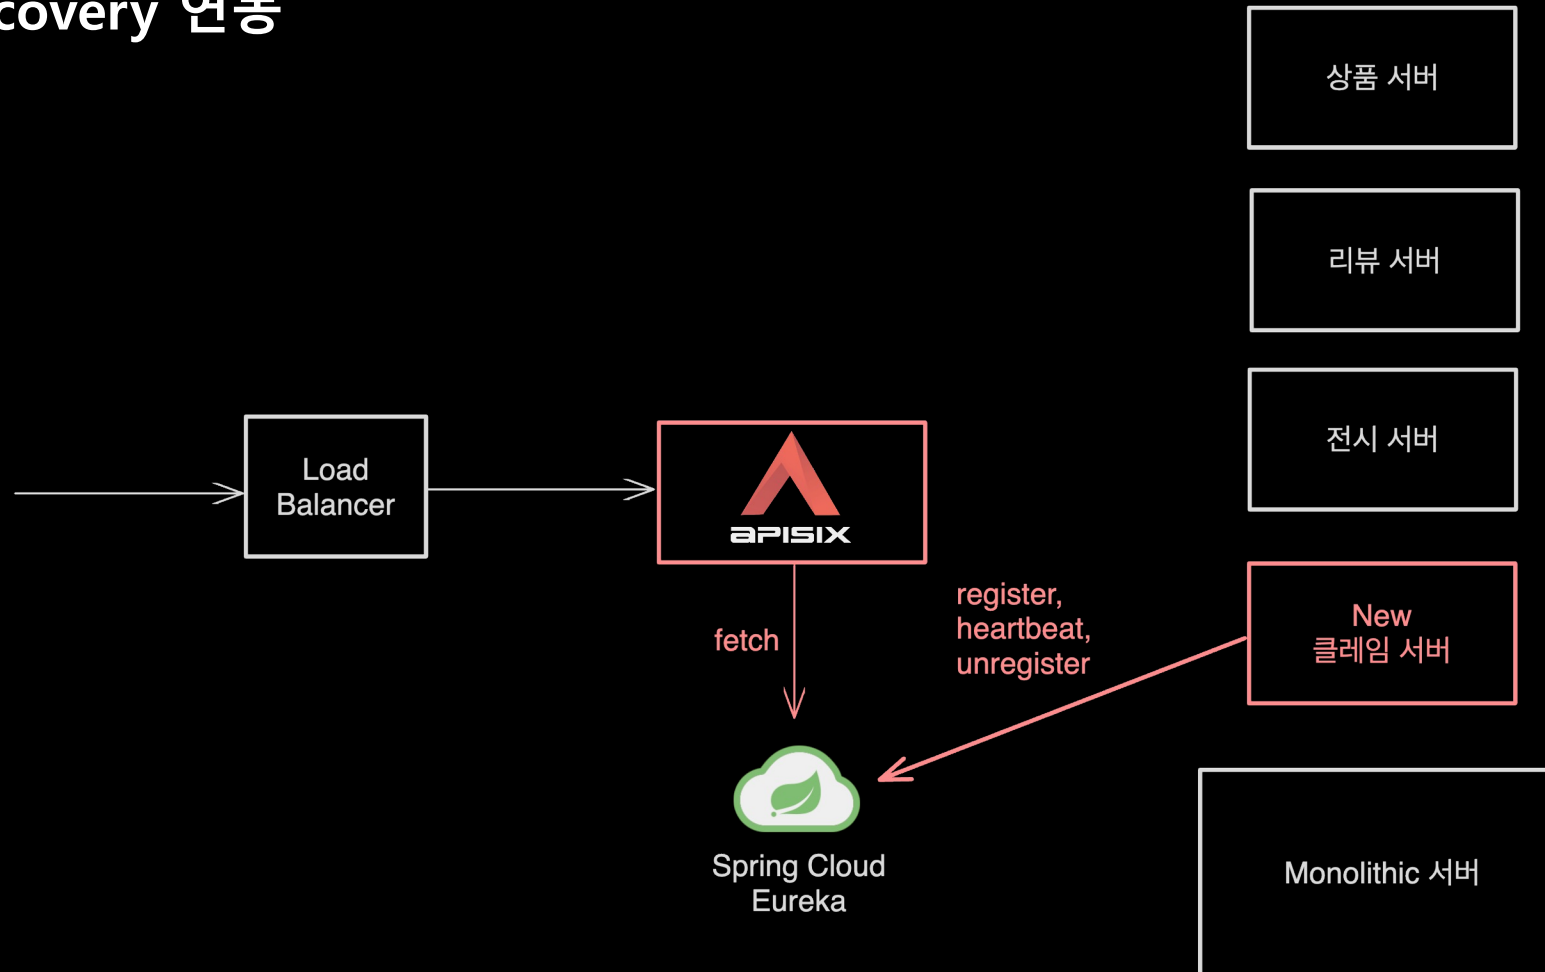 covery 연동
상품 서버
리뷰 서버
전시 서버
Load
Balancer
apisix
fetch
register,
heartbeat,
unregister
New
클레임 서버
Spring Cloud
Eureka
Monolithic 서버